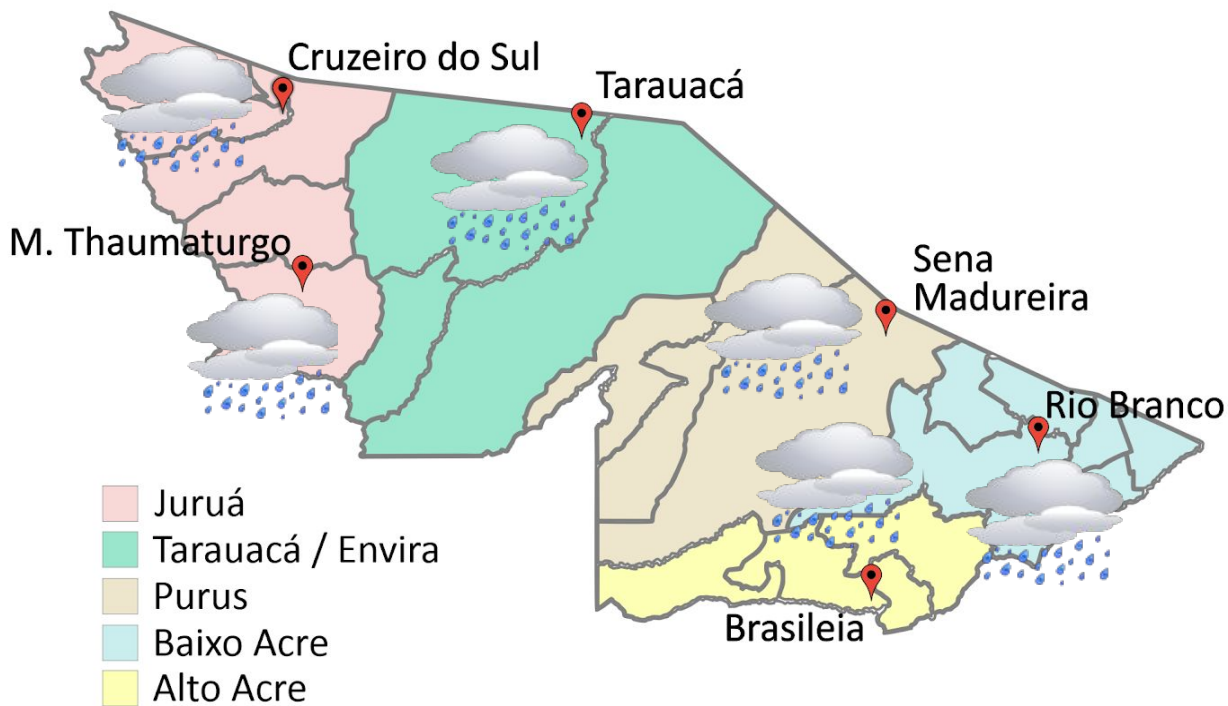 Cruzeiro do Sul
Tarauacá
M. Thaumaturgo
Sena
Madureira
Rio Branco
Brasileia
Juruá
Tarauacá / Envira
Purus
Baixo Acre
Alto Acre